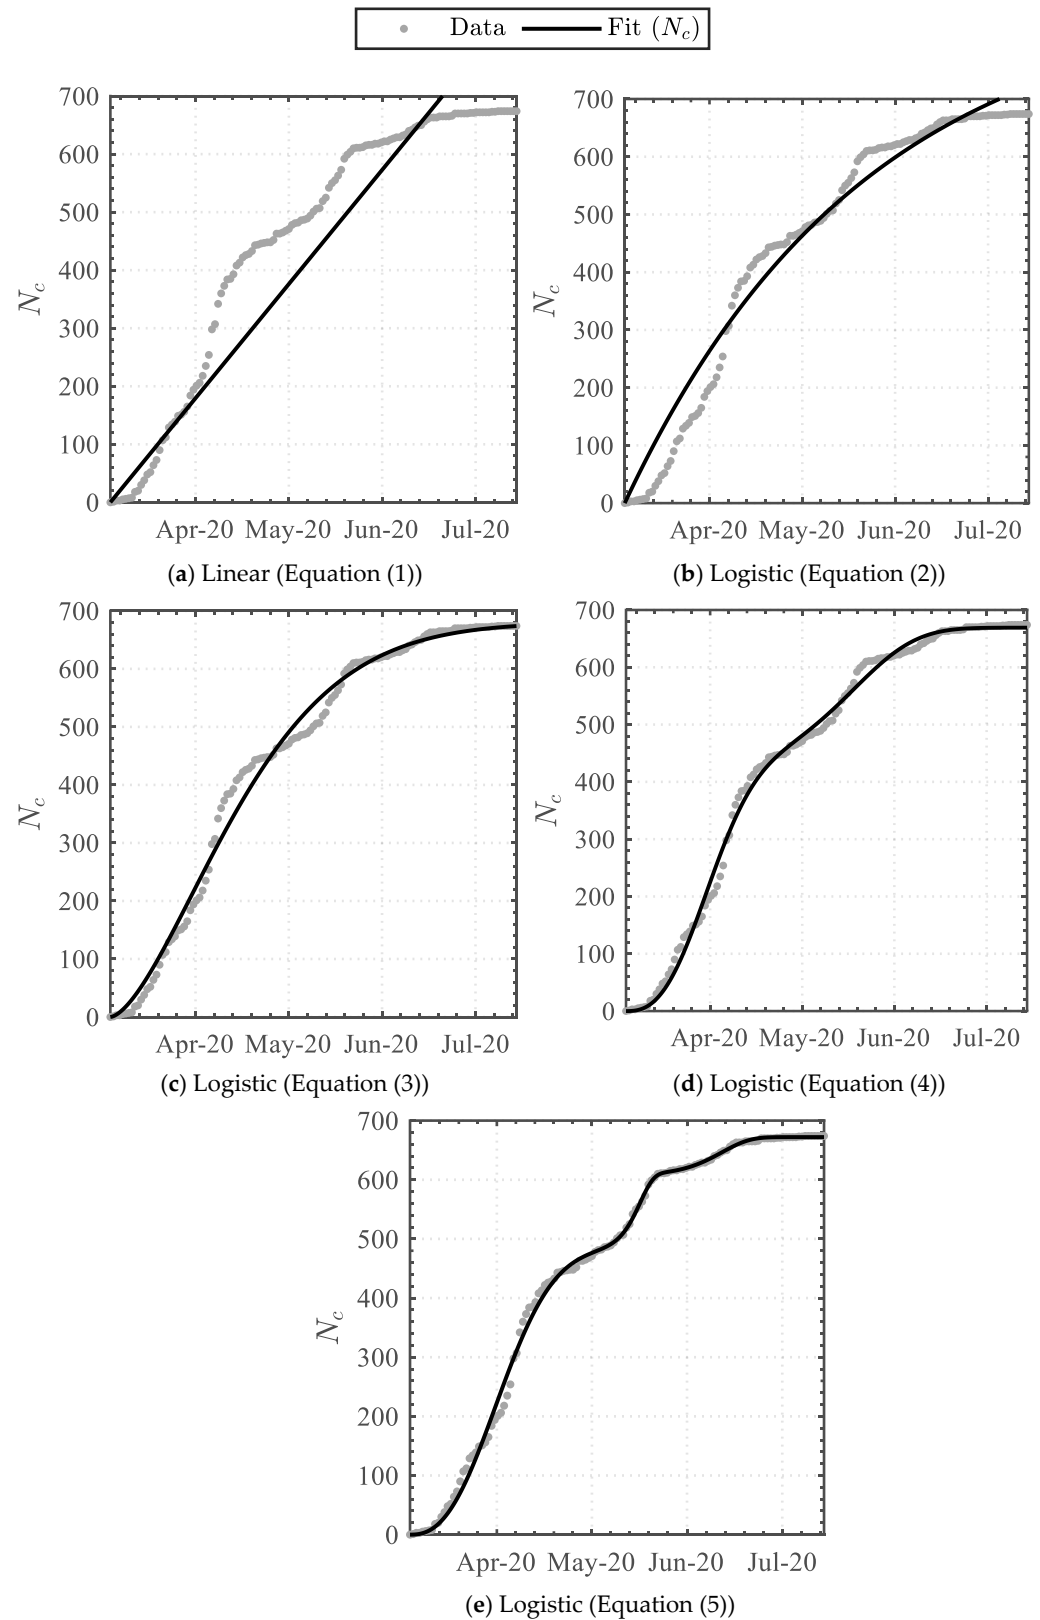 Data Fit (N_c)
700
600
500
400
300
200
100
0
N_c
Apr-20 May-20 Jun-20 Jul-20
(a) Linear (Equation (1))
700
600
500
400
300
200
100
0
N_c
Apr-20 May-20 Jun-20 Jul-20
(b) Logistic (Equation (2))
700
600
500
400
300
200
100
0
N_c
Apr-20 May-20 Jun-20 Jul-20
(c) Logistic (Equation (3))
700
600
500
400
300
200
100
0
N_c
Apr-20 May-20 Jun-20 Jul-20
(d) Logistic (Equation (4))
700
600
500
400
300
200
100
0
N_c
Apr-20 May-20 Jun-20 Jul-20
(e) Logistic (Equation (5))